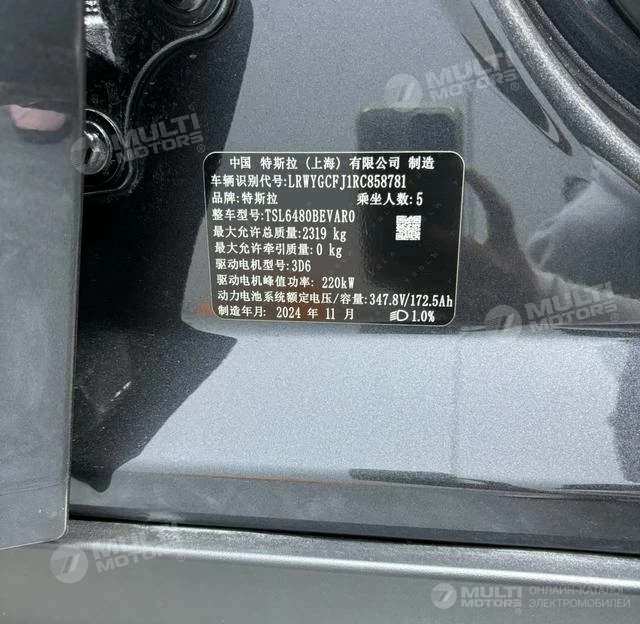 MULTI
MOTORS
MULTI
MOTORS
中国 特斯拉 (上海) 有限公司 制造
车辆识别代号:LRWYGCFJ1RC858781
品牌:特斯拉 乘坐人数:5
整车型号:TSL6480BEVAR0
最大允许总质量:2319 kg
最大允许牵引质量:0 kg
驱动电机型号:3D6
驱动电机峰值功率: 220kW
动力电池系统额定电压/容量:347.8V/172.5Ah
制造年月: 2024 年 11 月 1.0%
MULTI
MOTORS
MULTI
MOTORS
MULTI
MOTORS
ОНЛАЙН-КАТАЛОГ
ЭЛЕКТРОМОБИЛЕЙ